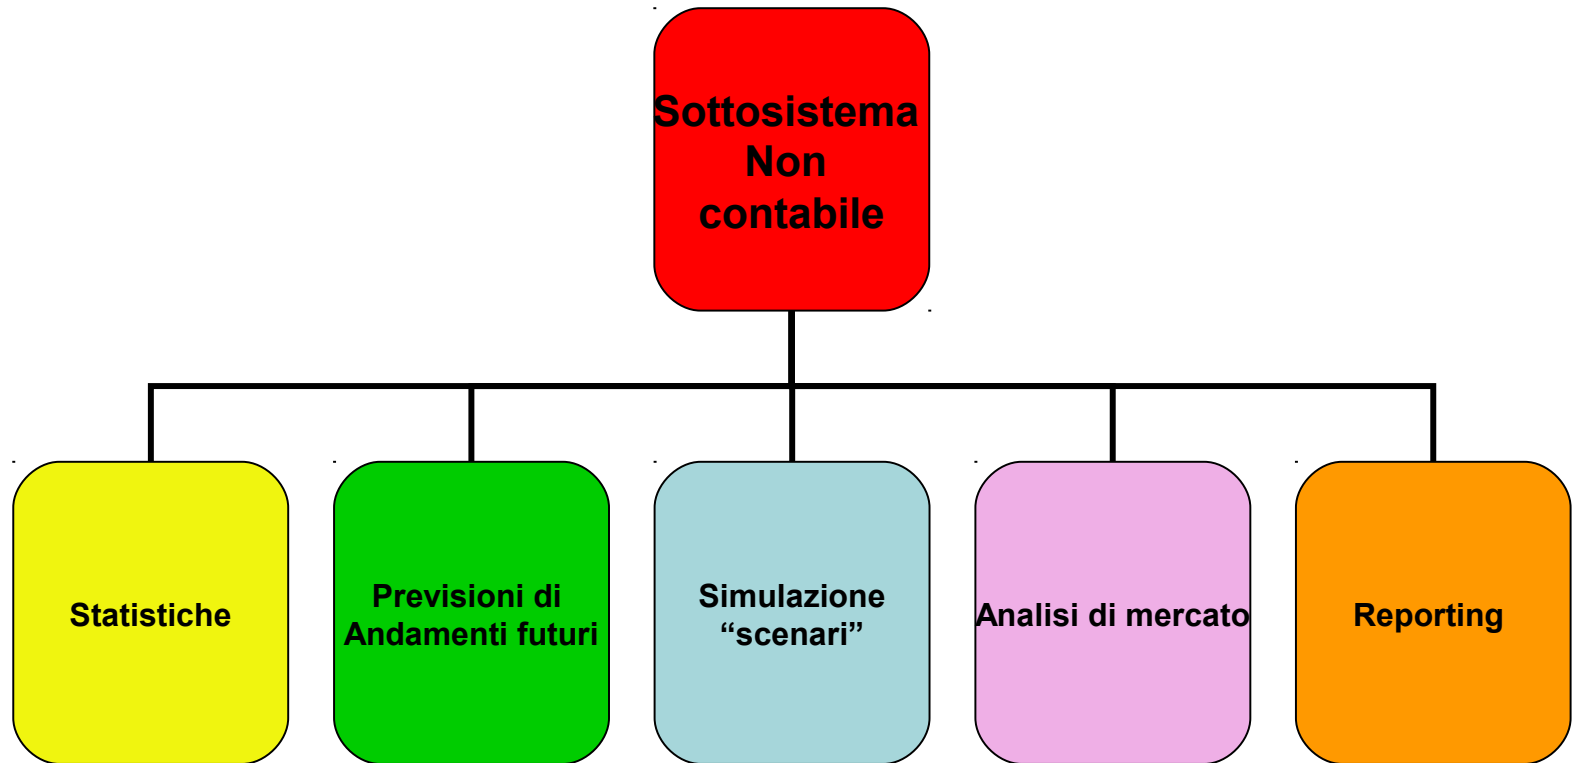 Sottosistema
Non
contabile
Statistiche
Previsioni di
Andamenti futuri
Simulazione
“scenari”
Analisi di mercato
Reporting